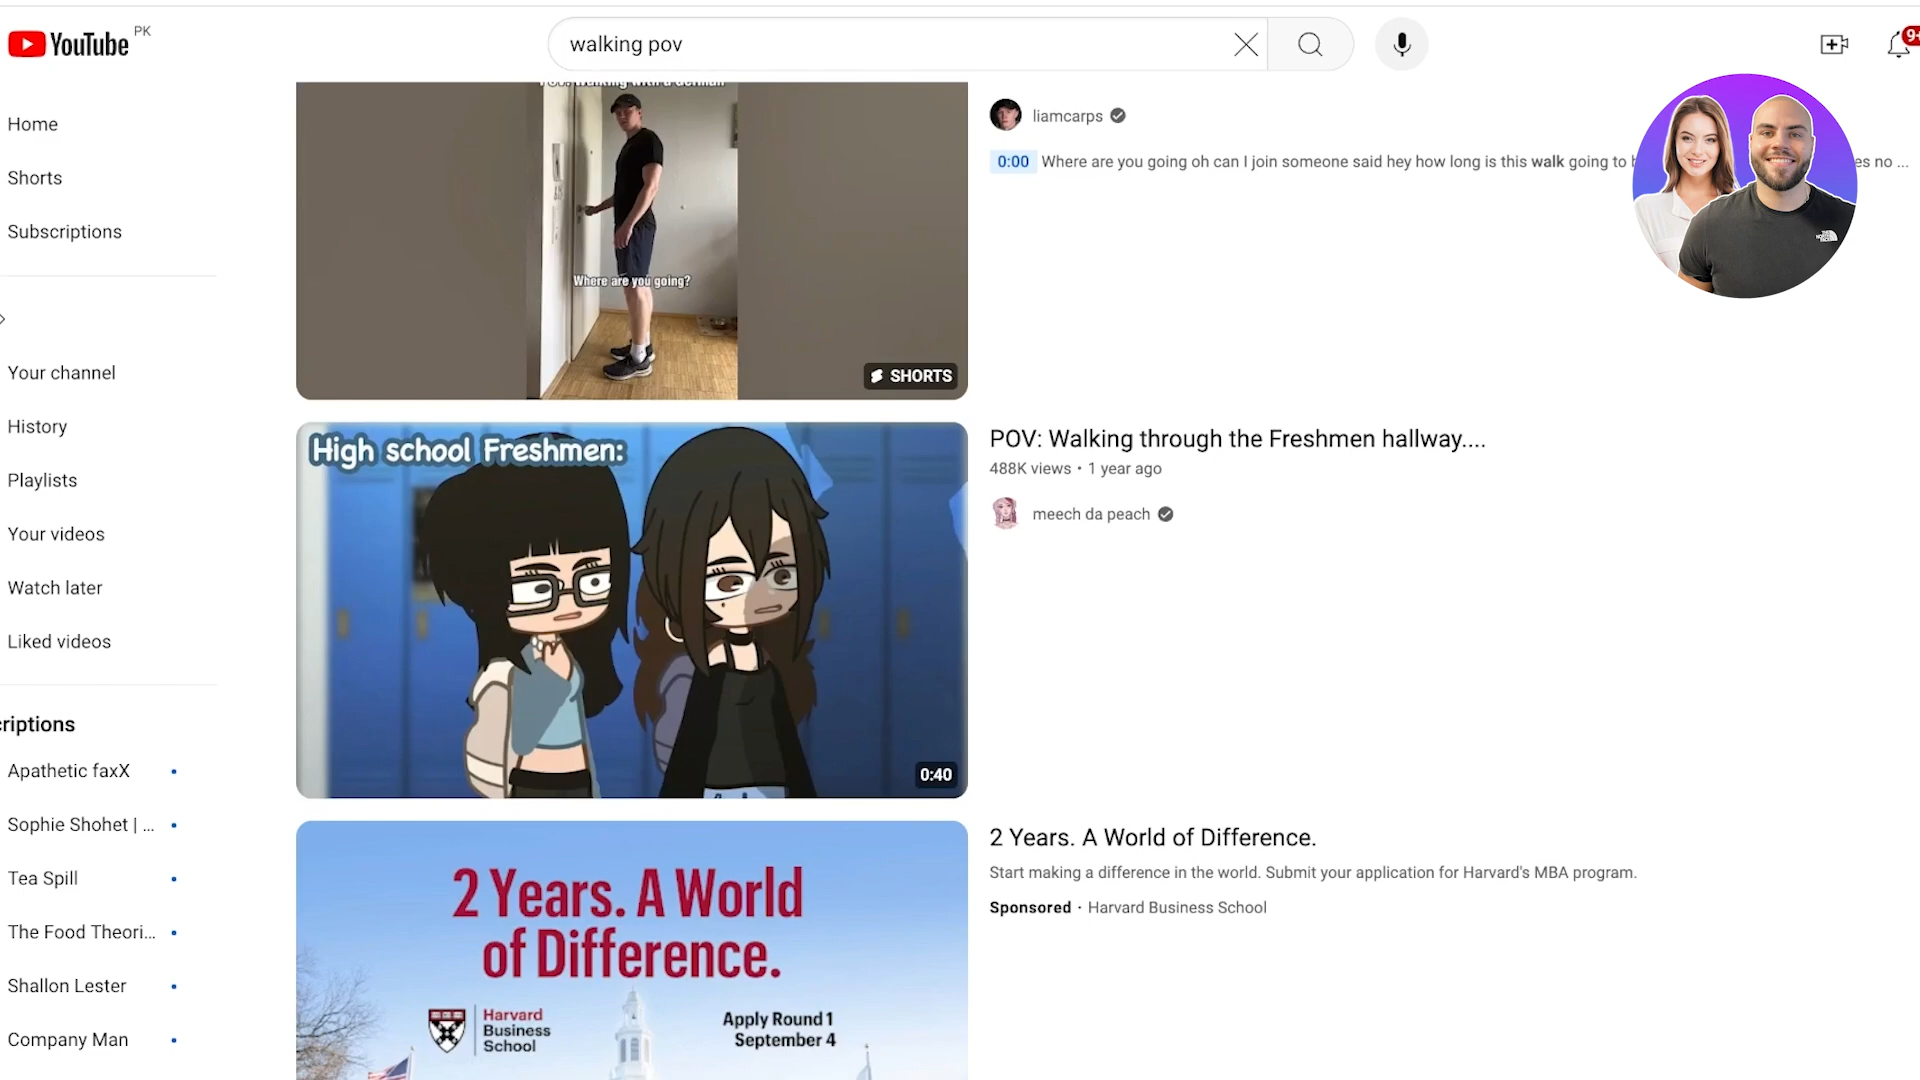 YouTube PK
walking pov
9+
Home
Shorts
Subscriptions
Your channel
History
Playlists
Your videos
Watch later
Liked videos
criptions
Apathetic faxX
Sophie Shohet | ...
Tea Spill
The Food Theori...
Shallon Lester
Company Man
Where are you going?
SHORTS
liamcarps
0:00 Where are you going oh can I join someone said hey how long is this walk going to
es no ...
High school Freshmen:
0:40
POV: Walking through the Freshmen hallway....
488K views • 1 year ago
meech da peach
2 Years. A World
of Difference.
Harvard
Business
School
Apply Round 1
September 4
2 Years. A World of Difference.
Start making a difference in the world. Submit your application for Harvard's MBA program.
Sponsored · Harvard Business School